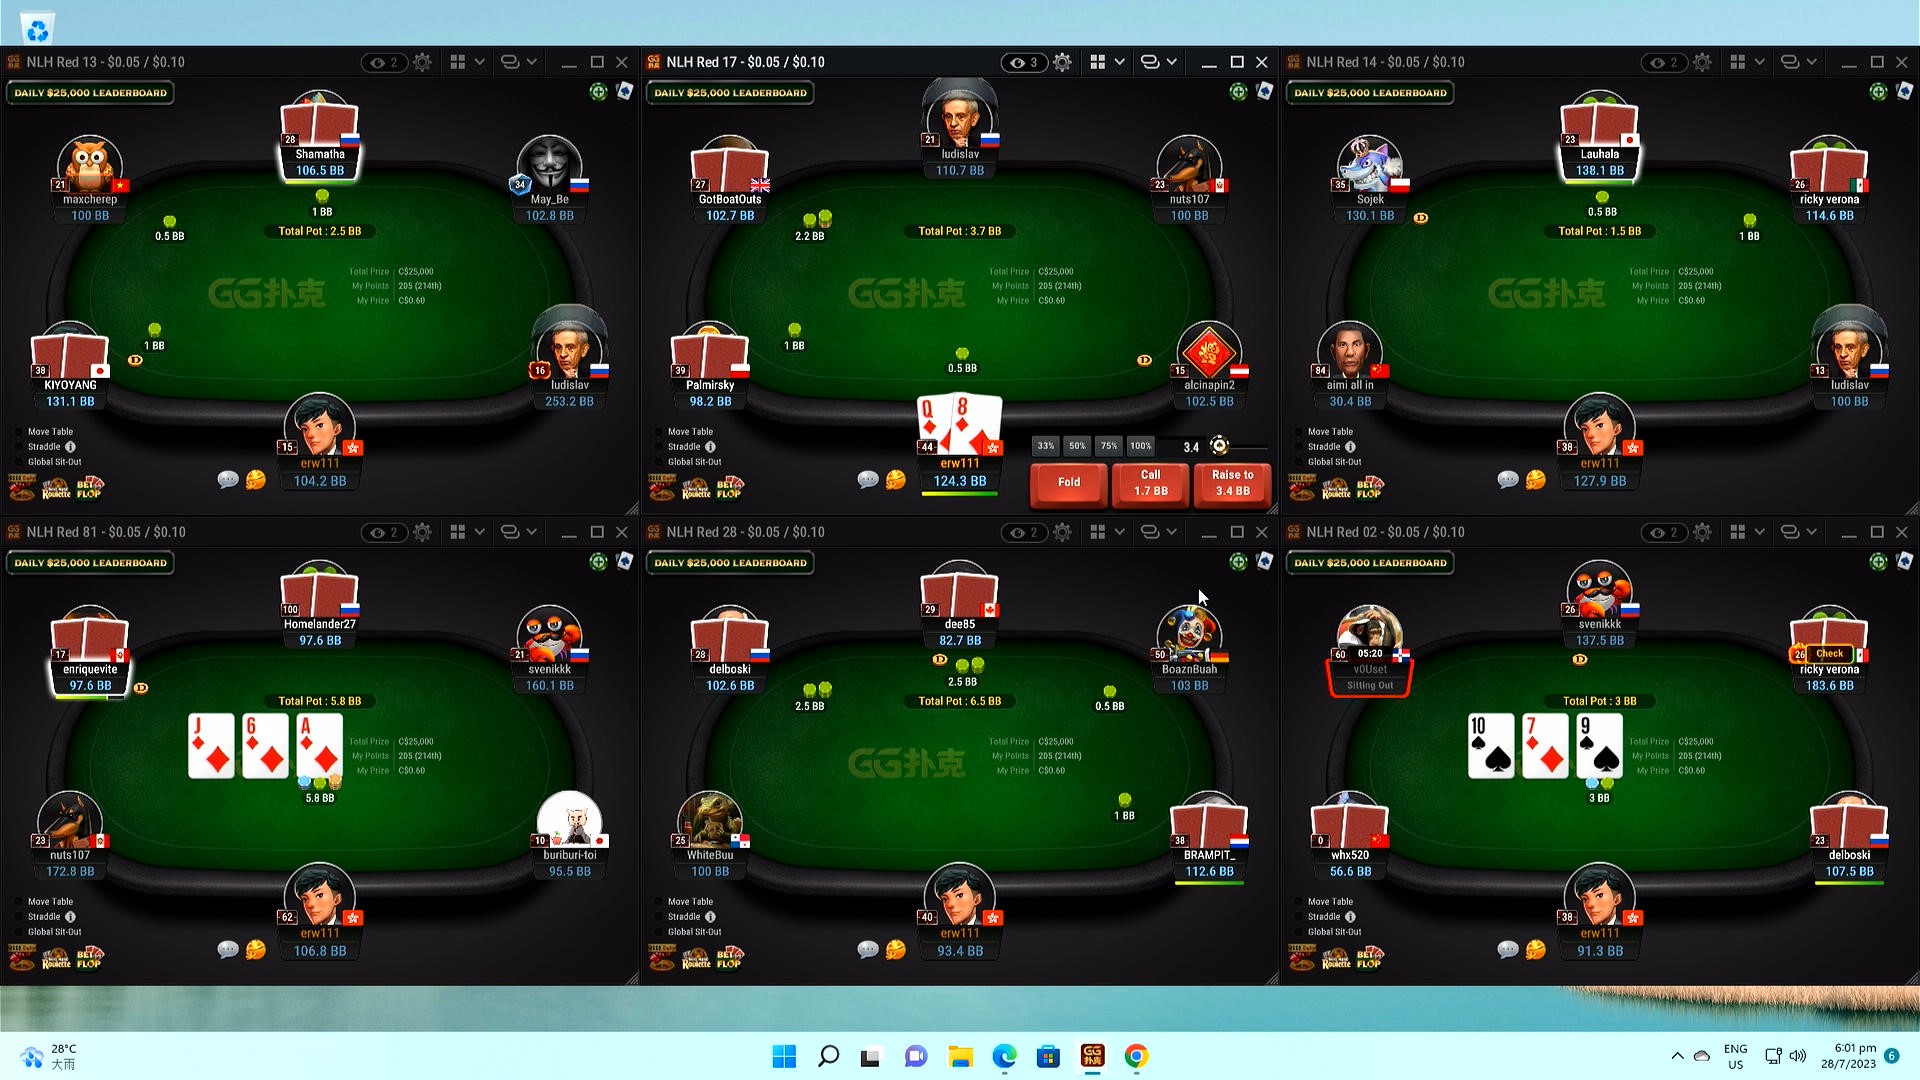 NLH Red 13 - $0.05 / $0.10
2
DAILY $25,000 LEADERBOARD
28
Shamatha
106.5 BB
21
maxcherep
100 BB
34
May_Be
102.8 BB
0.5 BB
1 BB
Total Pot : 2.5 BB
GG扑克
Total Prize C$25,000
My Points 205 (214th)
My Prize C$0.60
1 BB
D
38
KIYOYANG
131.1 BB
16
ludislav
253.2 BB
Move Table
Straddle i
Global Sit-Out
15
erw111
104.2 BB
Roulette
BET FLOP
NLH Red 17 - $0.05 / $0.10
3
DAILY $25,000 LEADERBOARD
21
ludislav
110.7 BB
27
GotBoatOuts
102.7 BB
23
nuts107
100 BB
2.2 BB
Total Pot : 3.7 BB
GG扑克
Total Prize C$25,000
My Points 205 (214th)
My Prize C$0.60
1 BB
0.5 BB
D
39
Palmirsky
98.2 BB
15
alcinapin2
102.5 BB
Q 8
Move Table
Straddle i
Global Sit-Out
44
erw111
124.3 BB
33% 50% 75% 100% 3.4
Fold
Call
1.7 BB
Raise to
3.4 BB
Roulette
BET FLOP
NLH Red 14 - $0.05 / $0.10
2
DAILY $25,000 LEADERBOARD
23
Lauhala
138.1 BB
35
Sojek
130.1 BB
26
ricky verona
114.6 BB
D
0.5 BB
1 BB
Total Pot : 1.5 BB
GG扑克
Total Prize C$25,000
My Points 205 (214th)
My Prize C$0.60
84
aimi all in
30.4 BB
13
ludislav
100 BB
Move Table
Straddle i
Global Sit-Out
38
erw111
127.9 BB
Roulette
BET FLOP
NLH Red 81 - $0.05 / $0.10
2
DAILY $25,000 LEADERBOARD
100
Homelander27
97.6 BB
17
enriquevite
97.6 BB
21
svenikkk
160.1 BB
D
Total Pot : 5.8 BB
J 6 A
Total Prize C$25,000
My Points 205 (214th)
My Prize C$0.60
5.8 BB
23
nuts107
172.8 BB
10
buriburi-toi
95.5 BB
Move Table
Straddle i
Global Sit-Out
62
erw111
106.8 BB
Roulette
BET FLOP
NLH Red 28 - $0.05 / $0.10
2
DAILY $25,000 LEADERBOARD
29
dee85
82.7 BB
28
delboski
102.6 BB
50
BoaznBuah
103 BB
D
2.5 BB
2.5 BB
0.5 BB
Total Pot : 6.5 BB
GG扑克
Total Prize C$25,000
My Points 205 (214th)
My Prize C$0.60
1 BB
25
WhiteBuu
100 BB
38
BRAMPIT_
112.6 BB
Move Table
Straddle i
Global Sit-Out
40
erw111
93.4 BB
Roulette
BET FLOP
NLH Red 02 - $0.05 / $0.10
2
DAILY $25,000 LEADERBOARD
26
svenikkk
137.5 BB
60
05:20
v0Uset
Sitting Out
26
Check
ricky verona
183.6 BB
D
Total Pot : 3 BB
10 7 9
Total Prize C$25,000
My Points 205 (214th)
My Prize C$0.60
3 BB
0
whx520
56.6 BB
23
delboski
107.5 BB
Move Table
Straddle i
Global Sit-Out
38
erw111
91.3 BB
Roulette
BET FLOP
28°C
大雨
GG扑克
ENG
US
6:01 pm
28/7/2023
6